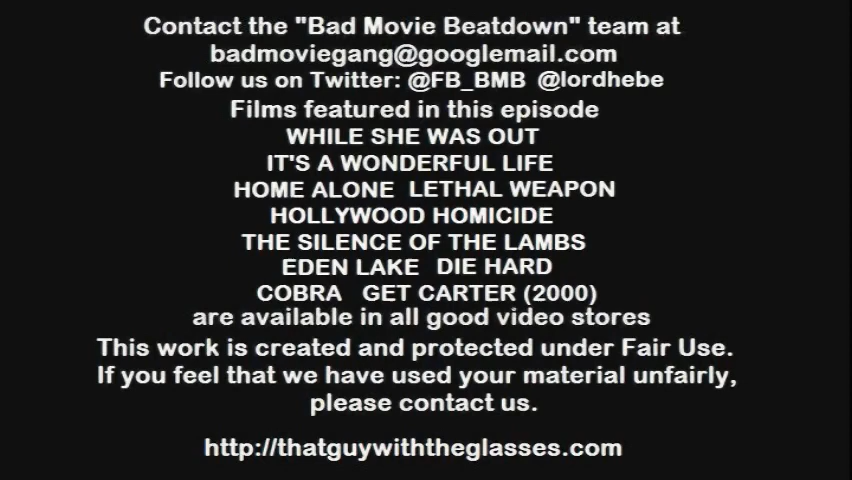 Contact the "Bad Movie Beatdown" team at
badmoviegang@googlemail.com
Follow us on Twitter: @FB_BMB @lordhebe
Films featured in this episode
WHILE SHE WAS OUT
IT'S A WONDERFUL LIFE
HOME ALONE LETHAL WEAPON
HOLLYWOOD HOMICIDE
THE SILENCE OF THE LAMBS
EDEN LAKE DIE HARD
COBRA GET CARTER (2000)
are available in all good video stores
This work is created and protected under Fair Use.
If you feel that we have used your material unfairly,
please contact us.
http://thatguywiththeglasses.com